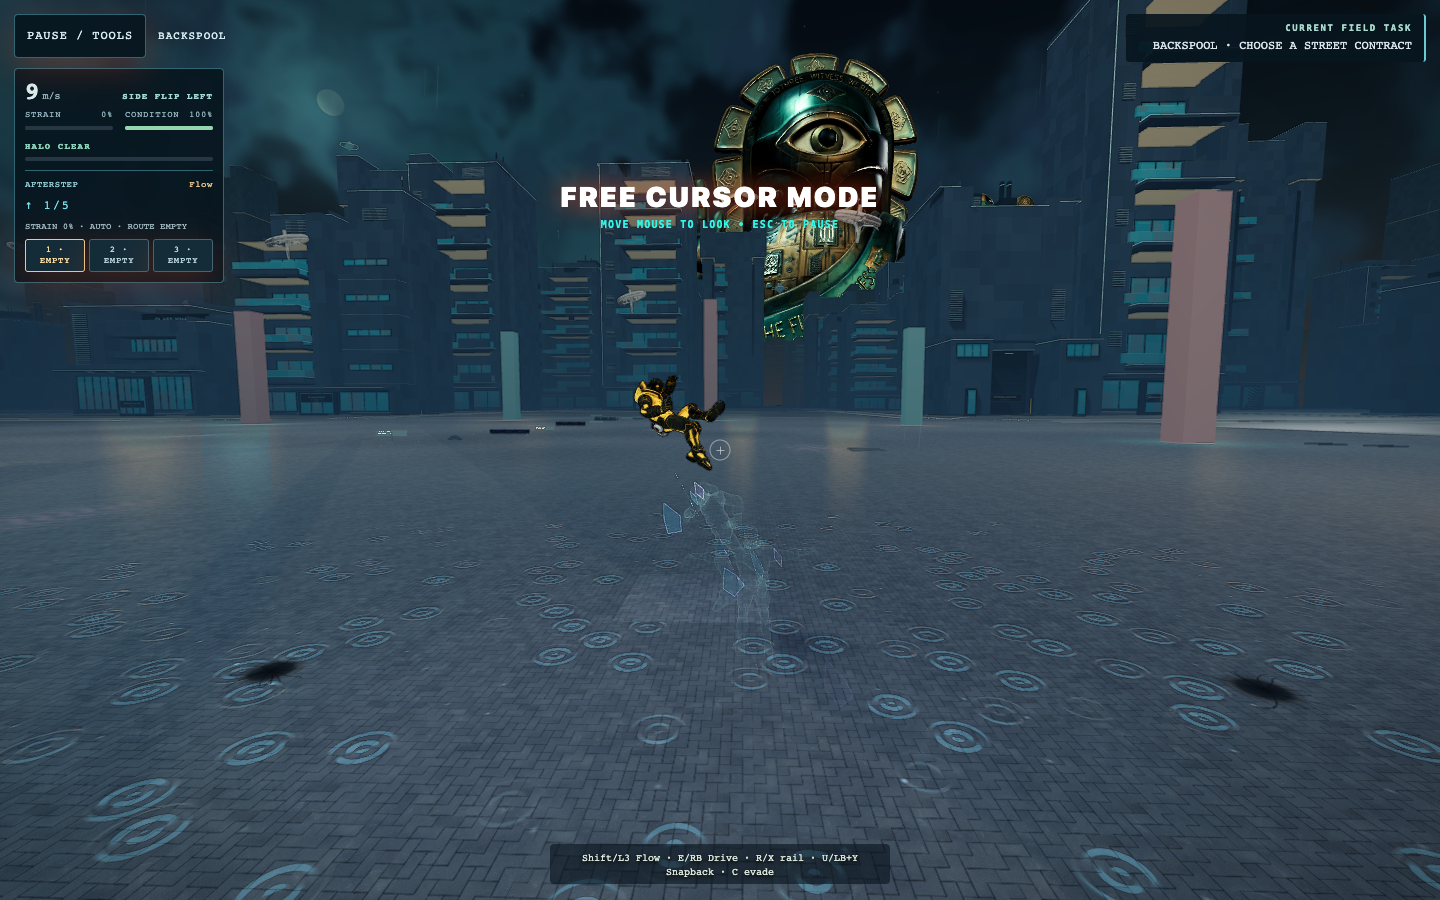 PAUSE / TOOLS
BACKSPOOL
CURRENT FIELD TASK
BACKSPOOL · CHOOSE A STREET CONTRACT
9 m/s
SIDE FLIP LEFT
STRAIN 0%
CONDITION 100%
HALO CLEAR
AFTERSTEP
Flow
↑ 1/5
STRAIN 0% · AUTO · ROUTE EMPTY
1 ·
EMPTY
2 ·
EMPTY
3 ·
EMPTY
WITNESS
FREE CURSOR MODE
MOVE MOUSE TO LOOK · ESC TO PAUSE
Shift/L3 Flow · E/RB Drive · R/X rail · U/LB+Y
Snapback · C evade